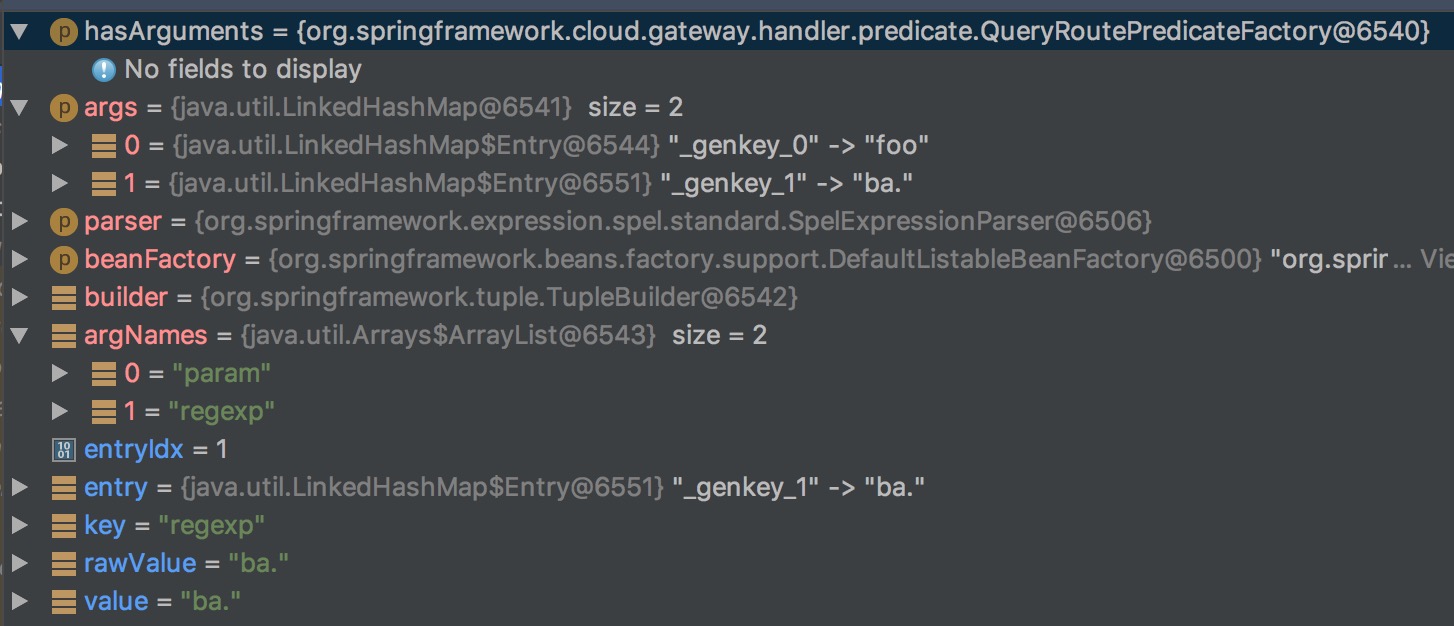 p hasArguments = {org.springframework.cloud.gateway.handler.predicate.QueryRoutePredicateFactory@6540}
! No fields to display
p args = {java.util.LinkedHashMap@6541} size = 2
0 = {java.util.LinkedHashMap$Entry@6544} "_genkey_0" -> "foo"
1 = {java.util.LinkedHashMap$Entry@6551} "_genkey_1" -> "ba."
p parser = {org.springframework.expression.spel.standard.SpelExpressionParser@6506}
p beanFactory = {org.springframework.beans.factory.support.DefaultListableBeanFactory@6500} "org.sprir ... Vie
builder = {org.springframework.tuple.TupleBuilder@6542}
argNames = {java.util.Arrays$ArrayList@6543} size = 2
0 = "param"
1 = "regexp"
10 01 entryIdx = 1
entry = {java.util.LinkedHashMap$Entry@6551} "_genkey_1" -> "ba."
key = "regexp"
rawValue = "ba."
value = "ba."